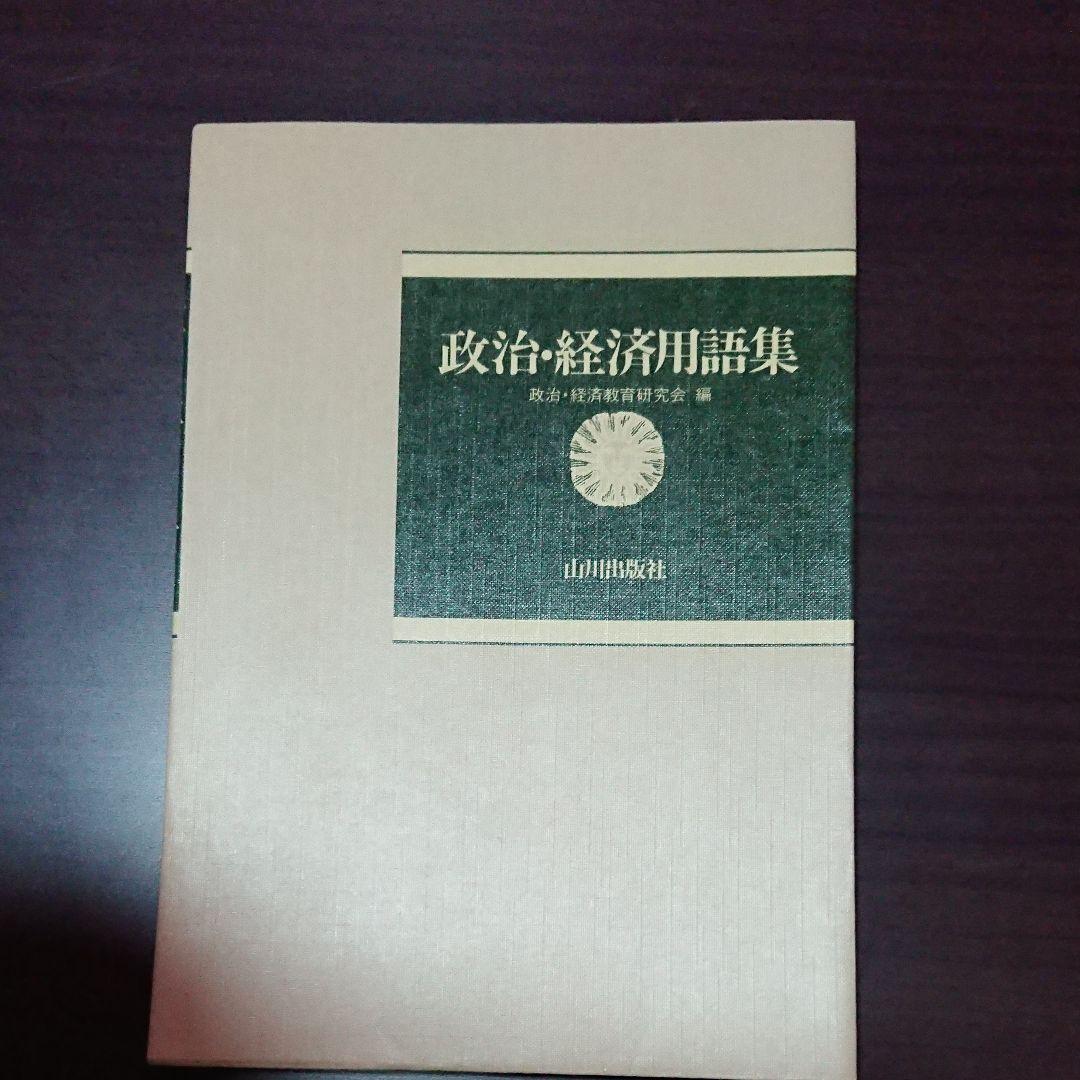 政治・経済用語集
政治・経済教育研究会 編
山川出版社